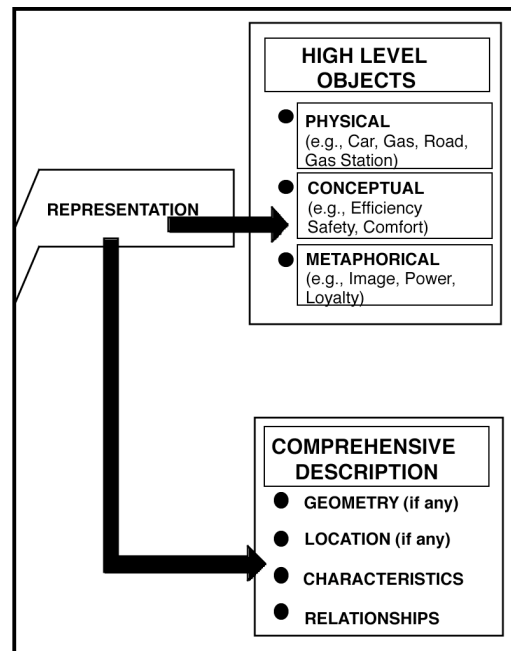 HIGH LEVEL
OBJECTS
PHYSICAL
(e.g., Car, Gas, Road,
Gas Station)
CONCEPTUAL
(e.g., Efficiency
Safety, Comfort)
METAPHORICAL
(e.g., Image, Power,
Loyalty)
REPRESENTATION
COMPREHENSIVE
DESCRIPTION
GEOMETRY (if any)
LOCATION (if any)
CHARACTERISTICS
RELATIONSHIPS